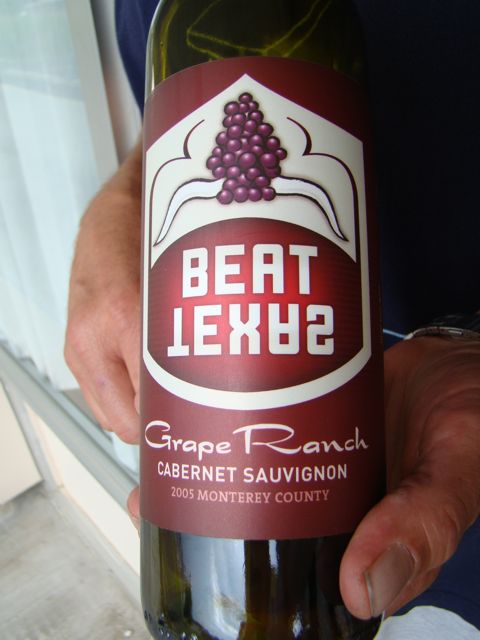 BEAT
TEXAS
Grape Ranch
CABERNET SAUVIGNON
2005 MONTEREY COUNTY